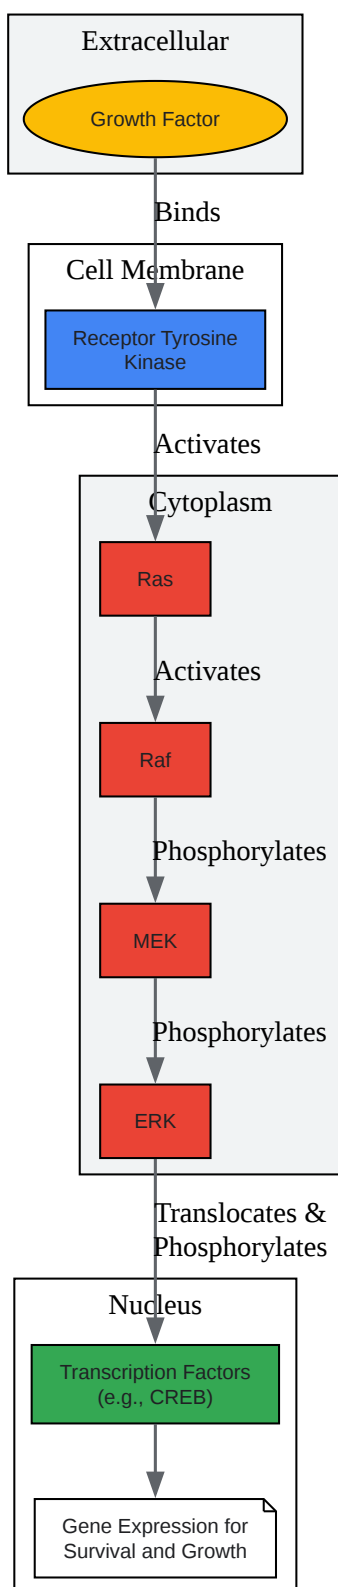 Extracellular
Growth Factor
Binds
Cell Membrane
Receptor Tyrosine
Kinase
Activates
Cytoplasm
Ras
Activates
Raf
Phosphorylates
MEK
Phosphorylates
ERK
Translocates &
Phosphorylates
Nucleus
Transcription Factors
(e.g., CREB)
Gene Expression for
Survival and Growth